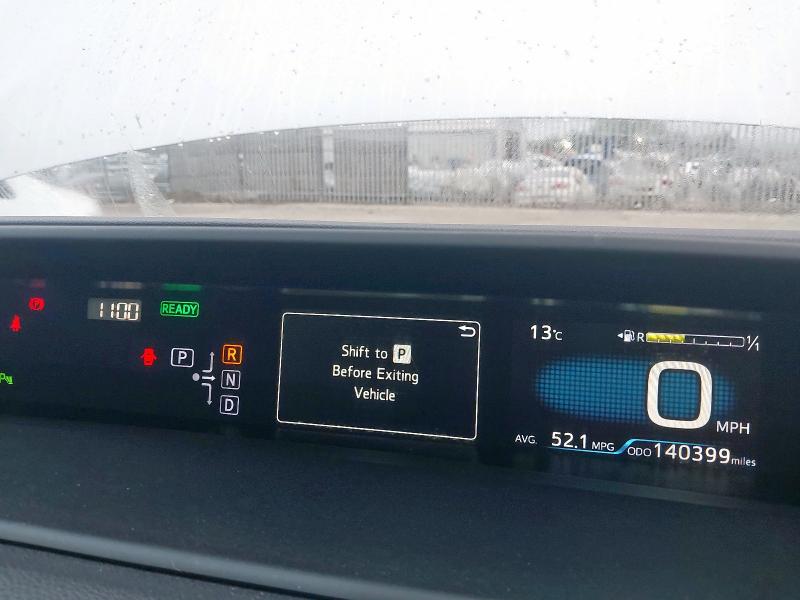 11:00
READY
P
R
N
D
P
Shift to P
Before Exiting
Vehicle
13°C
R 1/1
0 MPH
AVG. 52.1 MPG
ODO 140399 miles